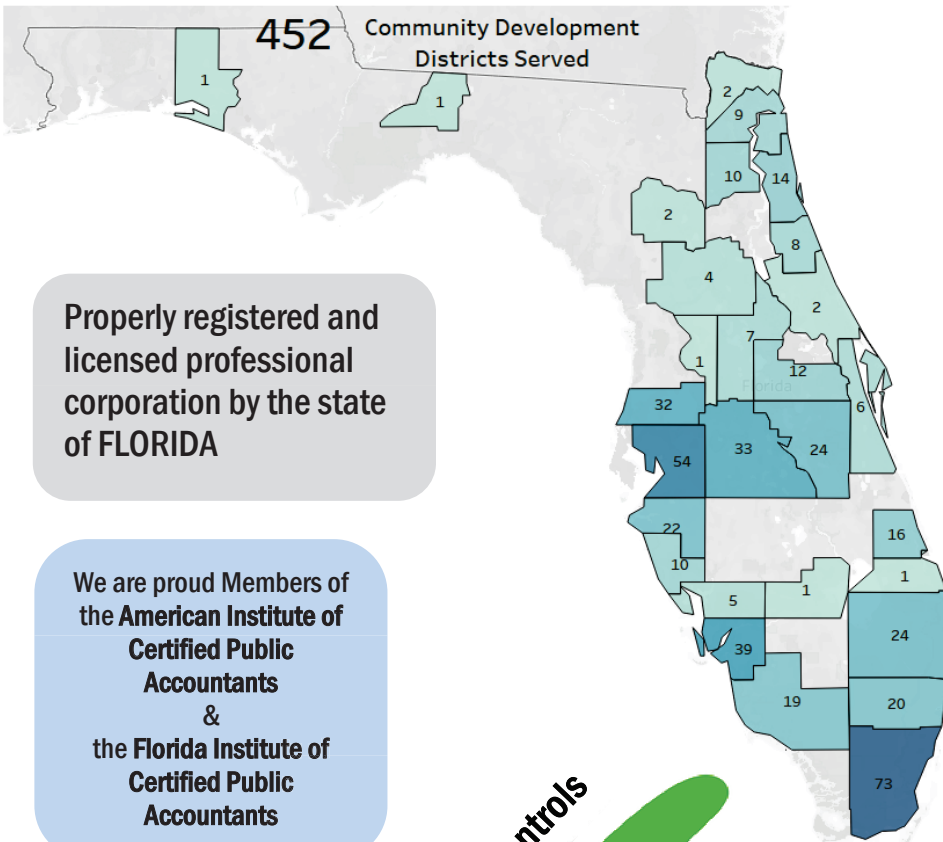 452
Community Development
Districts Served
1
1
2
9
10
14
2
8
4
2
7
1
12
Florida
6
32
33
24
54
22
16
10
1
5
1
24
39
19
20
73
Properly registered and
licensed professional
corporation by the state
of FLORIDA
We are proud Members of
the American Institute of
Certified Public
Accountants
&
the Florida Institute of
Certified Public
Accountants
ntrols